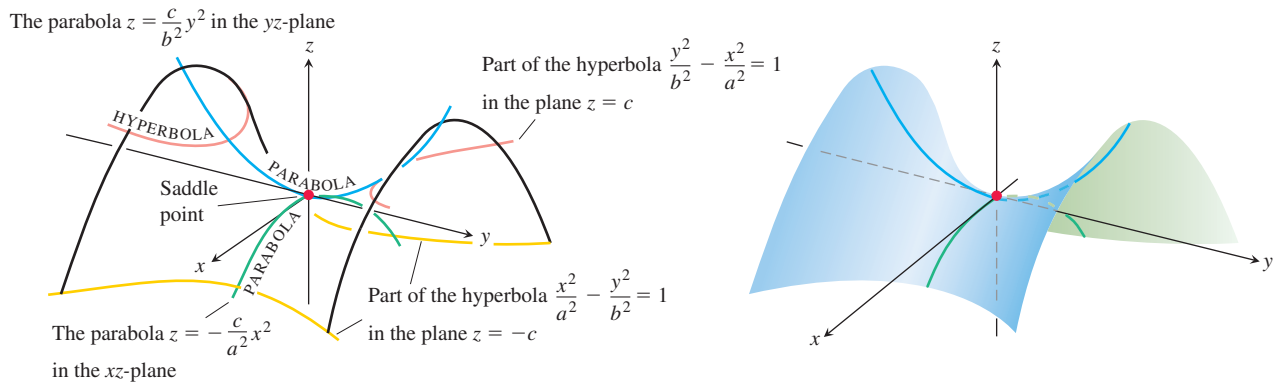 The parabola z = c/b² y² in the yz-plane
z
Part of the hyperbola y²/b² − x²/a² = 1
in the plane z = c
HYPERBOLA
PARABOLA
Saddle
point
PARABOLA
y
x
Part of the hyperbola x²/a² − y²/b² = 1
in the plane z = −c
The parabola z = − c/a² x²
in the xz-plane
z
y
x